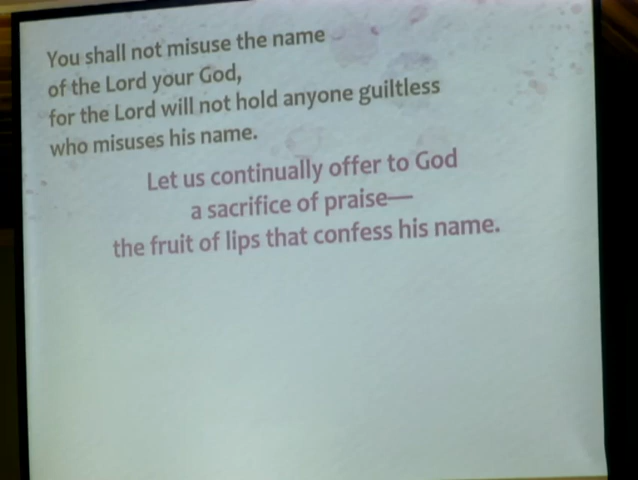 You shall not misuse the name
of the Lord your God,
for the Lord will not hold anyone guiltless
who misuses his name.
Let us continually offer to God
a sacrifice of praise—
the fruit of lips that confess his name.